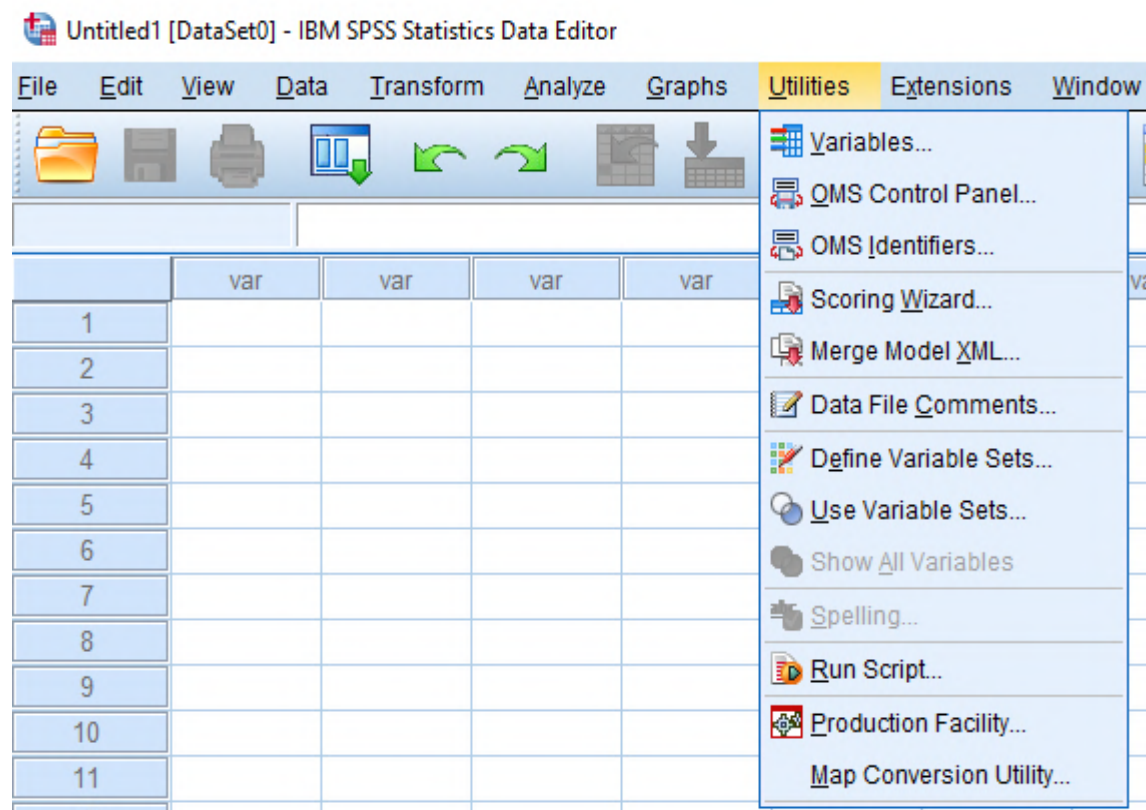 Untitled1 [DataSet0] - IBM SPSS Statistics Data Editor
File Edit View Data Transform Analyze Graphs Utilities Extensions Window
Variables...
OMS Control Panel...
OMS Identifiers...
var var var var
Scoring Wizard...
1
Merge Model XML...
2
Data File Comments...
3
Define Variable Sets...
4
Use Variable Sets...
5
Show All Variables
6
Spelling...
7
Run Script...
8
9
Production Facility...
10
Map Conversion Utility...
11